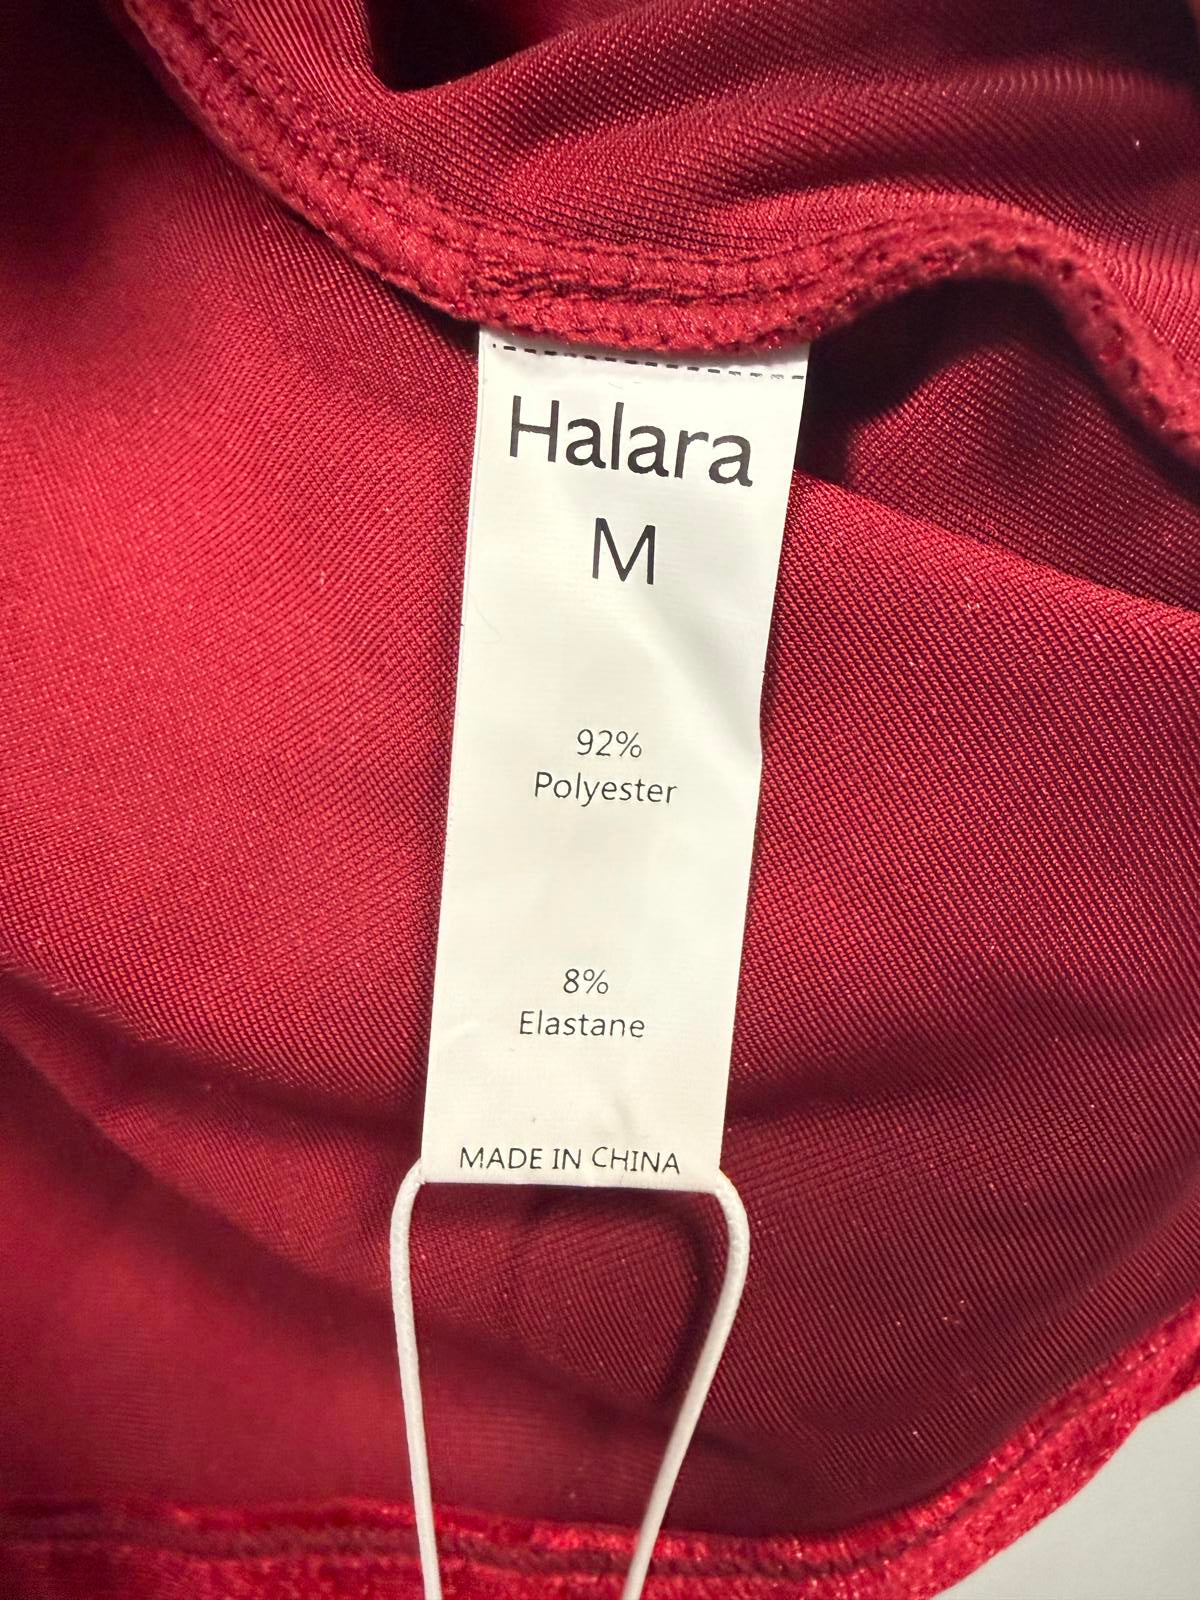 Halara
M
92%
Polyester
8%
Elastane
MADE IN CHINA